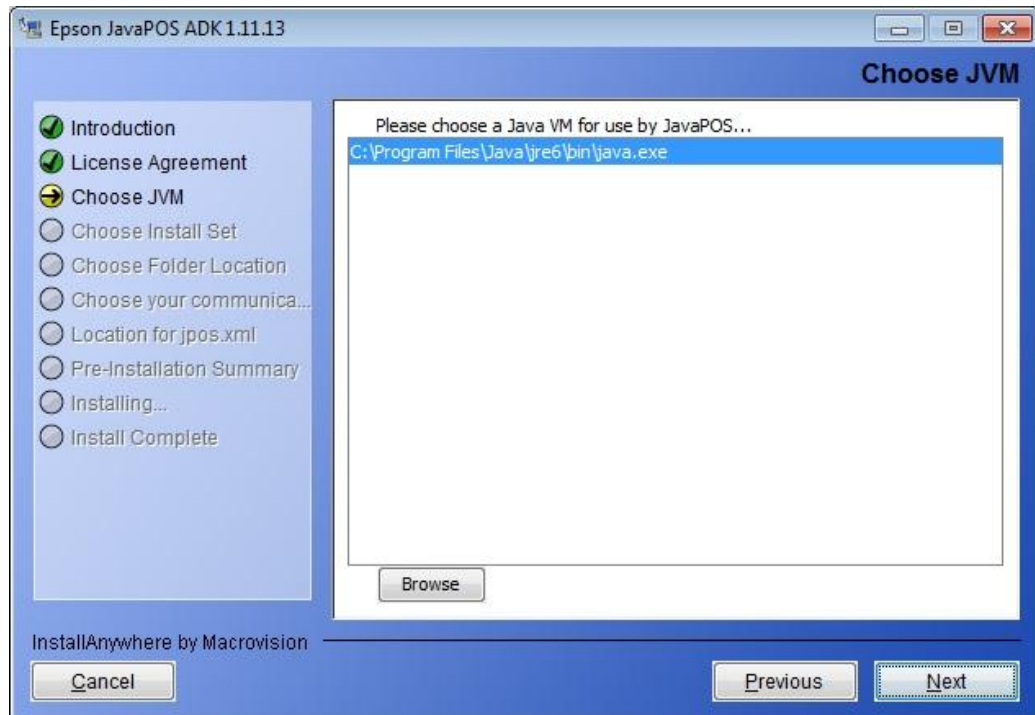 Epson JavaPOS ADK 1.11.13
Choose JVM
Introduction
License Agreement
Choose JVM
Choose Install Set
Choose Folder Location
Choose your communica...
Location for jpos.xml
Pre-Installation Summary
Installing...
Install Complete
Please choose a Java VM for use by JavaPOS...
C:\Program Files\Java\jre6\bin\java.exe
Browse
InstallAnywhere by Macrovision
Cancel
Previous
Next